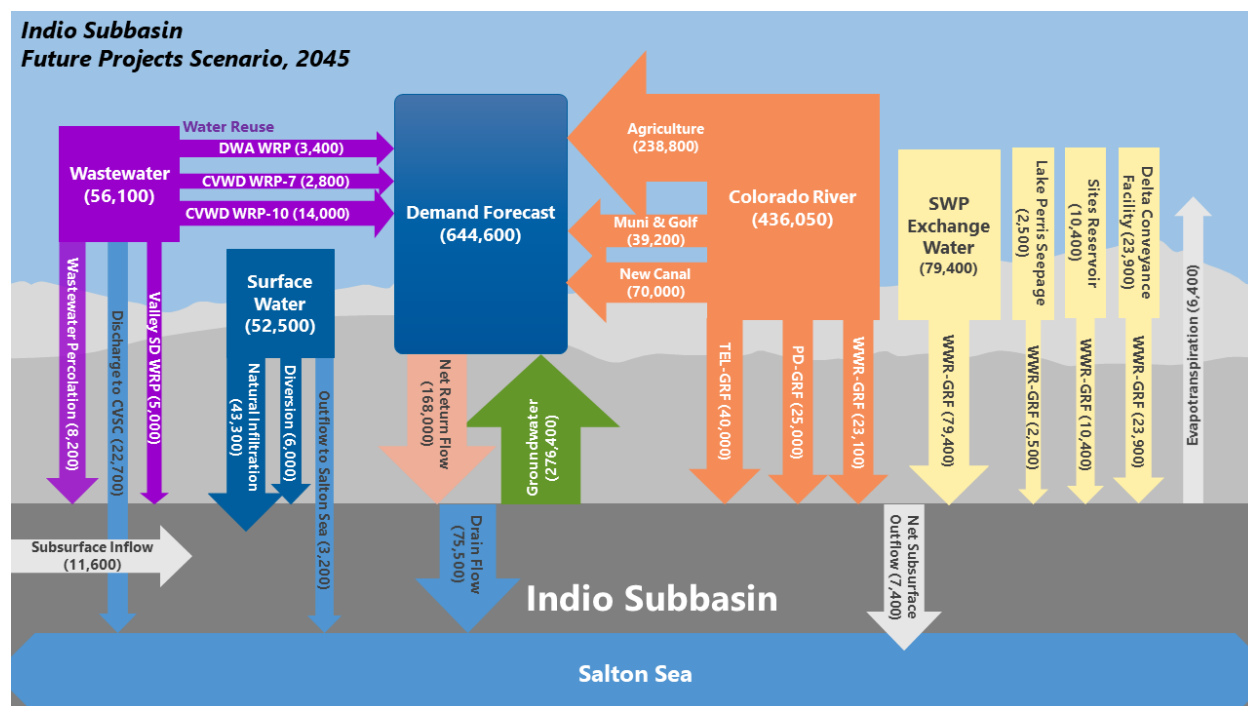 Indio Subbasin
Future Projects Scenario, 2045
Water Reuse
Wastewater
(56,100)
DWA WRP (3,400)
CVWD WRP-7 (2,800)
CVWD WRP-10 (14,000)
Wastewater Percolation (8,200)
Discharge to CVSC (22,700)
Valley SD WRP (5,000)
Surface
Water
(52,500)
Natural Infiltration
(43,300)
Diversion (6,000)
Outflow to Salton Sea (3,200)
Demand Forecast
(644,600)
Net Return Flow
(168,000)
Groundwater
(276,400)
Agriculture
(238,800)
Muni & Golf
(39,200)
New Canal
(70,000)
Colorado River
(436,050)
TEL-GRF (40,000)
PD-GRF (25,000)
WWR-GRF (23,100)
SWP
Exchange
Water
(79,400)
WWR-GRF (79,400)
Lake Perris Seepage
(2,500)
WWR-GRF (2,500)
Sites Reservoir
(10,400)
WWR-GRF (10,400)
Delta Conveyance
Facility (23,900)
WWR-GRF (23,900)
Evapotranspiration (6,400)
Subsurface Inflow
(11,600)
Drain Flow
(75,500)
Net Subsurface
Outflow (7,400)
Indio Subbasin
Salton Sea